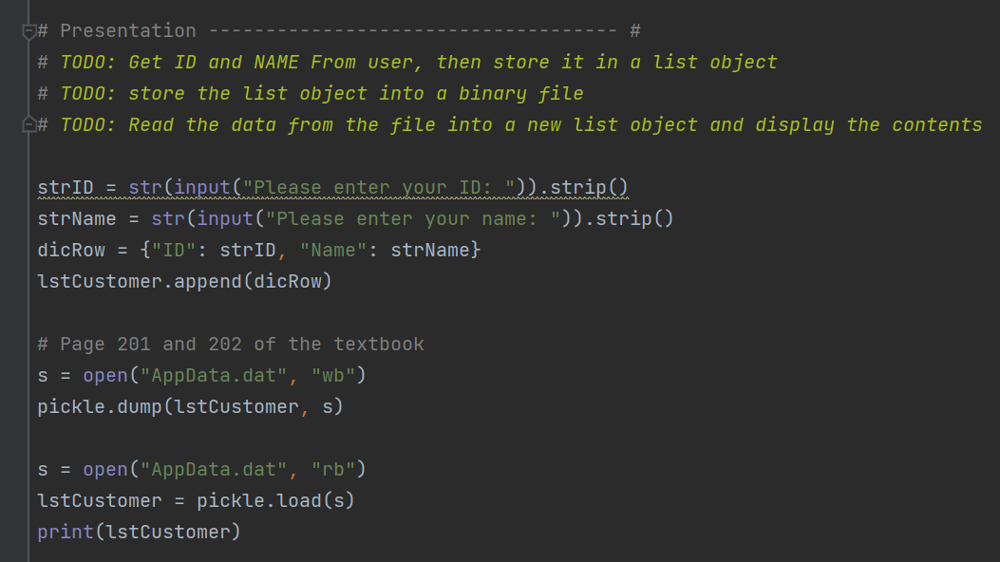 # Presentation ------------------------------------ #
# TODO: Get ID and NAME From user, then store it in a list object
# TODO: store the list object into a binary file
# TODO: Read the data from the file into a new list object and display the contents
strID = str(input("Please enter your ID: ")).strip()
strName = str(input("Please enter your name: ")).strip()
dicRow = {"ID": strID, "Name": strName}
lstCustomer.append(dicRow)
# Page 201 and 202 of the textbook
s = open("AppData.dat", "wb")
pickle.dump(lstCustomer, s)
s = open("AppData.dat", "rb")
lstCustomer = pickle.load(s)
print(lstCustomer)